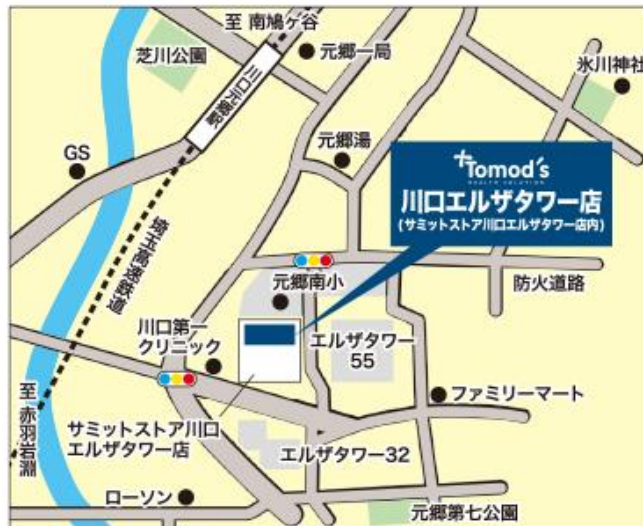 至 南鳩ヶ谷
芝川公園
元郷一局
氷川神社
川口元郷駅
GS
元郷湯
Tomod's
HEALTH SOLUTION
川口エルザタワー店
(サミットストア川口エルザタワー店内)
埼玉高速鉄道
元郷南小
防火道路
川口第一
クリニック
エルザタワー
55
ファミリーマート
至 赤羽岩淵
サミットストア川口
エルザタワー店
エルザタワー32
ローソン
元郷第七公園